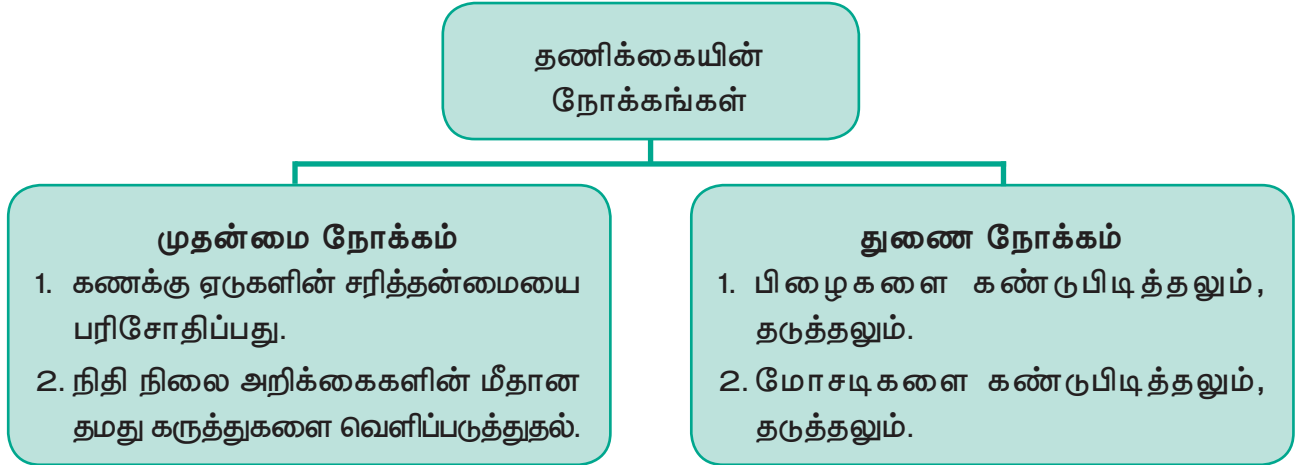 தணிக்கையின்
நோக்கங்கள்
முதன்மை நோக்கம்
1. கணக்கு ஏடுகளின் சரித்தன்மையை
பரிசோதிப்பது.
2. நிதி நிலை அறிக்கைகளின் மீதான
தமது கருத்துகளை வெளிப்படுத்துதல்.
துணை நோக்கம்
1. பிழைகளை கண்டுபிடித்தலும்,
தடுத்தலும்.
2. மோசடிகளை கண்டுபிடித்தலும்,
தடுத்தலும்.